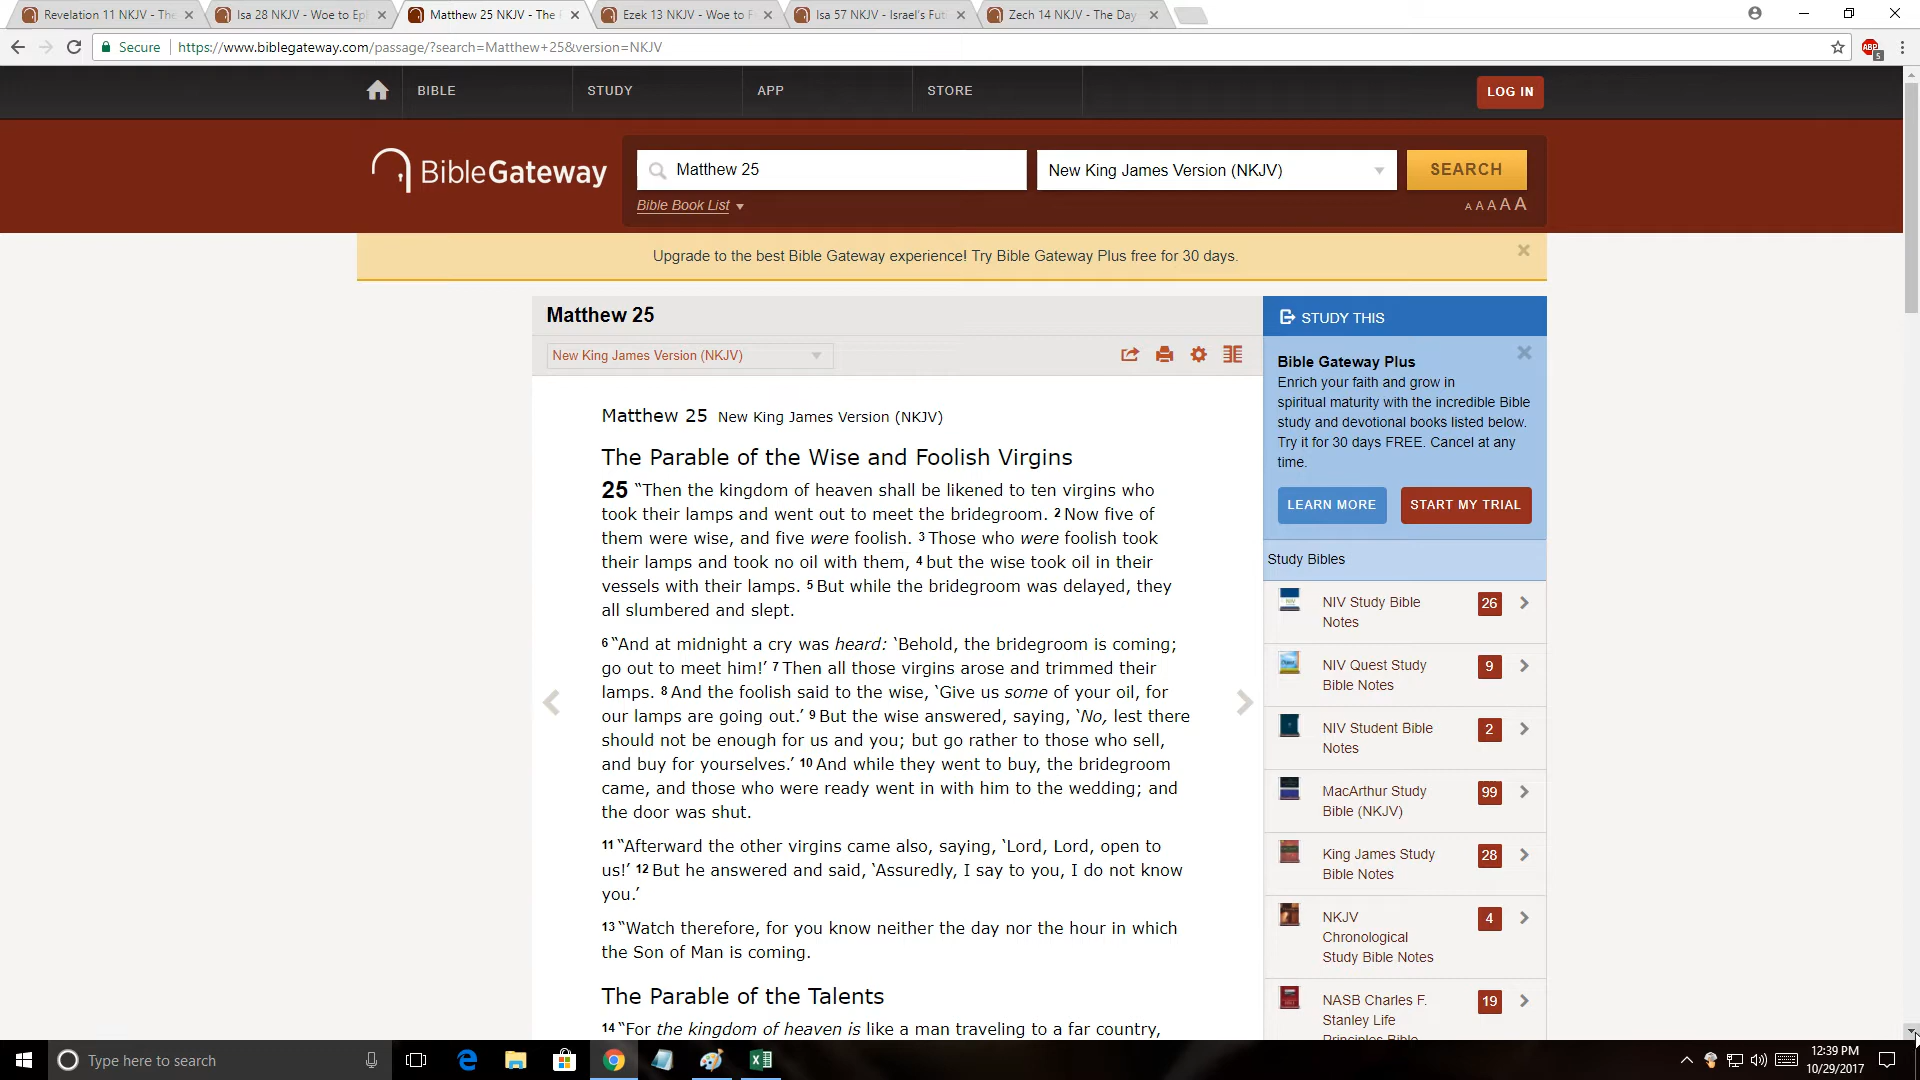 Revelation 11 NKJV - The
Isa 28 NKJV - Woe to Ep
Matthew 25 NKJV - The
Ezek 13 NKJV - Woe to F
Isa 57 NKJV - Israel's Fut
Zech 14 NKJV - The Day
Secure
https://www.biblegateway.com/passage/?search=Matthew+25&version=NKJV
ABP
5
BIBLE
STUDY
APP
STORE
LOG IN
BibleGateway
Matthew 25
New King James Version (NKJV)
SEARCH
Bible Book List
A A A A A
Upgrade to the best Bible Gateway experience! Try Bible Gateway Plus free for 30 days.
Matthew 25
New King James Version (NKJV)
Matthew 25 New King James Version (NKJV)
The Parable of the Wise and Foolish Virgins
25 “Then the kingdom of heaven shall be likened to ten virgins who
took their lamps and went out to meet the bridegroom. 2 Now five of
them were wise, and five were foolish. 3 Those who were foolish took
their lamps and took no oil with them, 4 but the wise took oil in their
vessels with their lamps. 5 But while the bridegroom was delayed, they
all slumbered and slept.
6 “And at midnight a cry was heard: ‘Behold, the bridegroom is coming;
go out to meet him!’ 7 Then all those virgins arose and trimmed their
lamps. 8 And the foolish said to the wise, ‘Give us some of your oil, for
our lamps are going out.’ 9 But the wise answered, saying, ‘No, lest there
should not be enough for us and you; but go rather to those who sell,
and buy for yourselves.’ 10 And while they went to buy, the bridegroom
came, and those who were ready went in with him to the wedding; and
the door was shut.
11 “Afterward the other virgins came also, saying, ‘Lord, Lord, open to
us!’ 12 But he answered and said, ‘Assuredly, I say to you, I do not know
you.’
13 “Watch therefore, for you know neither the day nor the hour in which
the Son of Man is coming.
The Parable of the Talents
14 “For the kingdom of heaven is like a man traveling to a far country,
STUDY THIS
Bible Gateway Plus
Enrich your faith and grow in
spiritual maturity with the incredible Bible
study and devotional books listed below.
Try it for 30 days FREE. Cancel at any
time.
LEARN MORE
START MY TRIAL
Study Bibles
NIV Study Bible
Notes
26
NIV Quest Study
Bible Notes
9
NIV Student Bible
Notes
2
MacArthur Study
Bible (NKJV)
99
King James Study
Bible Notes
28
NKJV
Chronological
Study Bible Notes
4
NASB Charles F.
Stanley Life
Principles Bible
19
Type here to search
12:39 PM
10/29/2017